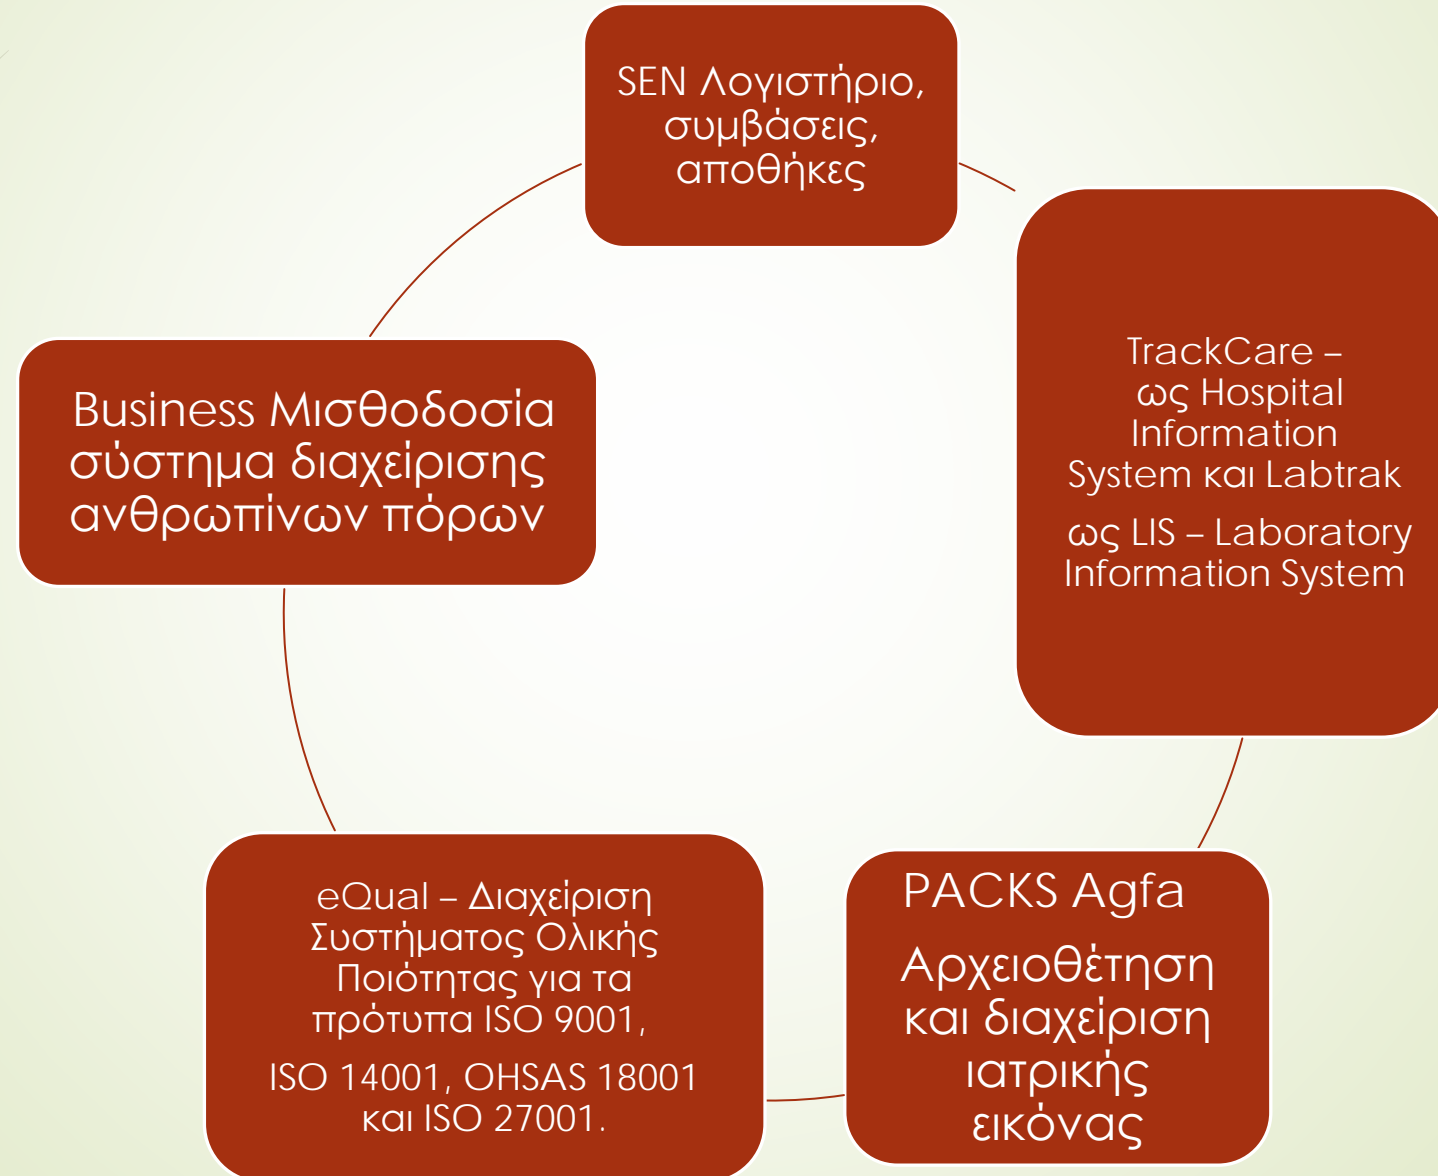 SEN Λογιστήριο,
συμβάσεις,
αποθήκες
TrackCare –
ως Hospital
Information
System και Labtrak
ως LIS – Laboratory
Information System
PACKS Agfa
Αρχειοθέτηση
και διαχείριση
ιατρικής
εικόνας
eQual – Διαχείριση
Συστήματος Ολικής
Ποιότητας για τα
πρότυπα ISO 9001,
ISO 14001, OHSAS 18001
και ISO 27001.
Business Μισθοδοσία
σύστημα διαχείρισης
ανθρωπίνων πόρων